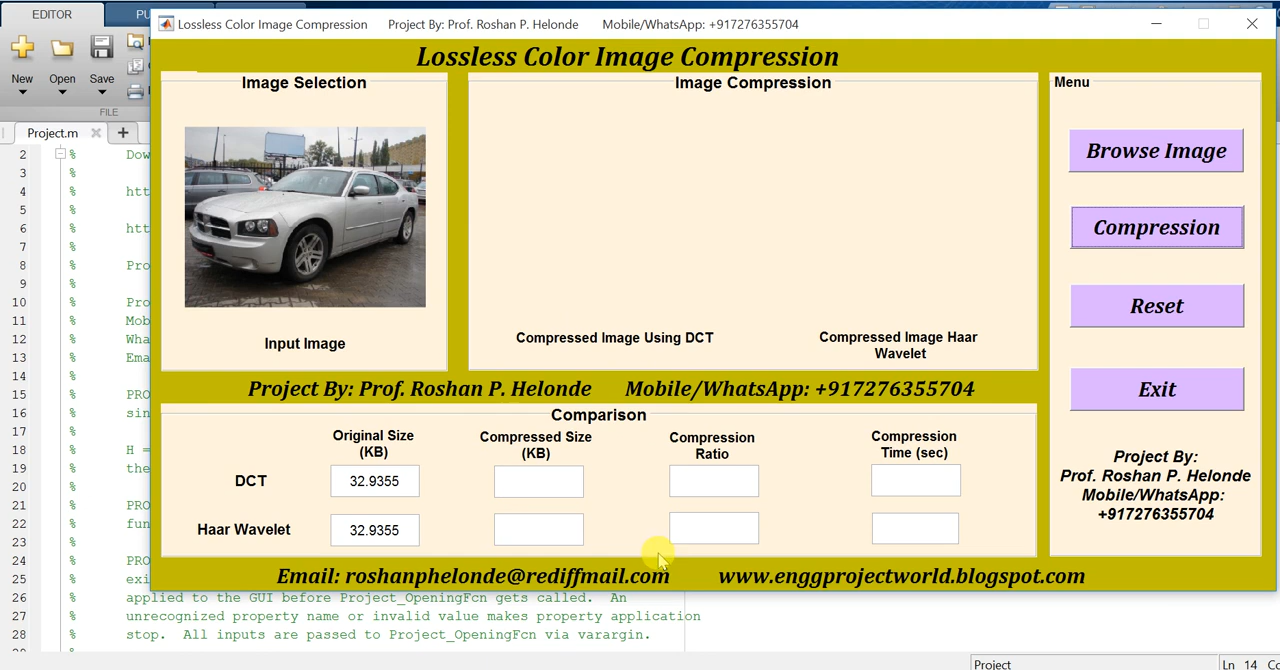 EDITOR
PU
Lossless Color Image Compression Project By: Prof. Roshan P. Helonde Mobile/WhatsApp: +917276355704
New
Open
Save
FILE
Project.m
Lossless Color Image Compression
Image Selection
Input Image
Image Compression
Compressed Image Using DCT
Compressed Image Haar
Wavelet
Menu
Browse Image
Compression
Reset
Exit
Project By:
Prof. Roshan P. Helonde
Mobile/WhatsApp:
+917276355704
Project By: Prof. Roshan P. Helonde Mobile/WhatsApp: +917276355704
Comparison
Original Size
(KB)
Compressed Size
(KB)
Compression
Ratio
Compression
Time (sec)
DCT 32.9355
Haar Wavelet 32.9355
Email: roshanphelonde@rediffmail.com www.enggprojectworld.blogspot.com
2 % Dow
3 %
4 % htt
5 %
6 % htt
7 %
8 % Pro
9 %
10 % Pro
11 % Mob
12 % Wha
13 % Ema
14 %
15 % PRO
16 % sin
17 %
18 % H =
19 % the
20 %
21 % PRO
22 % fun
23 %
24 % PRO
25 % exi
26 % applied to the GUI before Project_OpeningFcn gets called. An
27 % unrecognized property name or invalid value makes property application
28 % stop. All inputs are passed to Project_OpeningFcn via varargin.
Project
Ln 14 Co